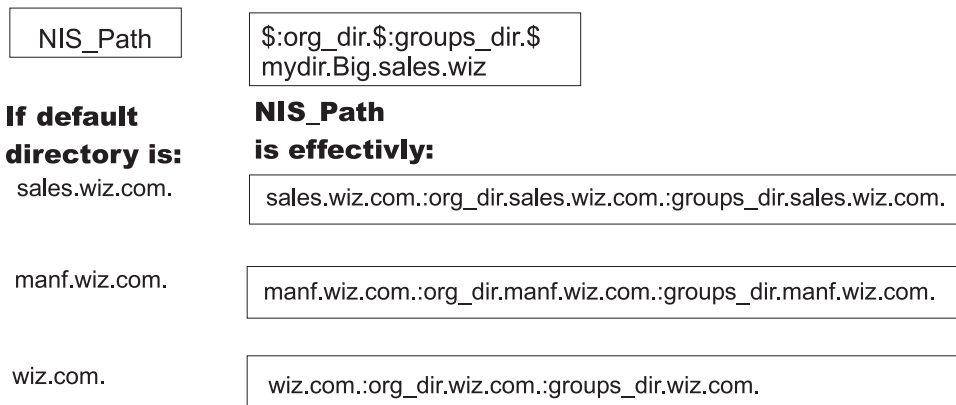 NIS_Path
$:org_dir.$:groups_dir.$
mydir.Big.sales.wiz
If default
directory is:
NIS_Path
is effectivly:
sales.wiz.com.
sales.wiz.com.:org_dir.sales.wiz.com.:groups_dir.sales.wiz.com.
manf.wiz.com.
manf.wiz.com.:org_dir.manf.wiz.com.:groups_dir.manf.wiz.com.
wiz.com.
wiz.com.:org_dir.wiz.com.:groups_dir.wiz.com.